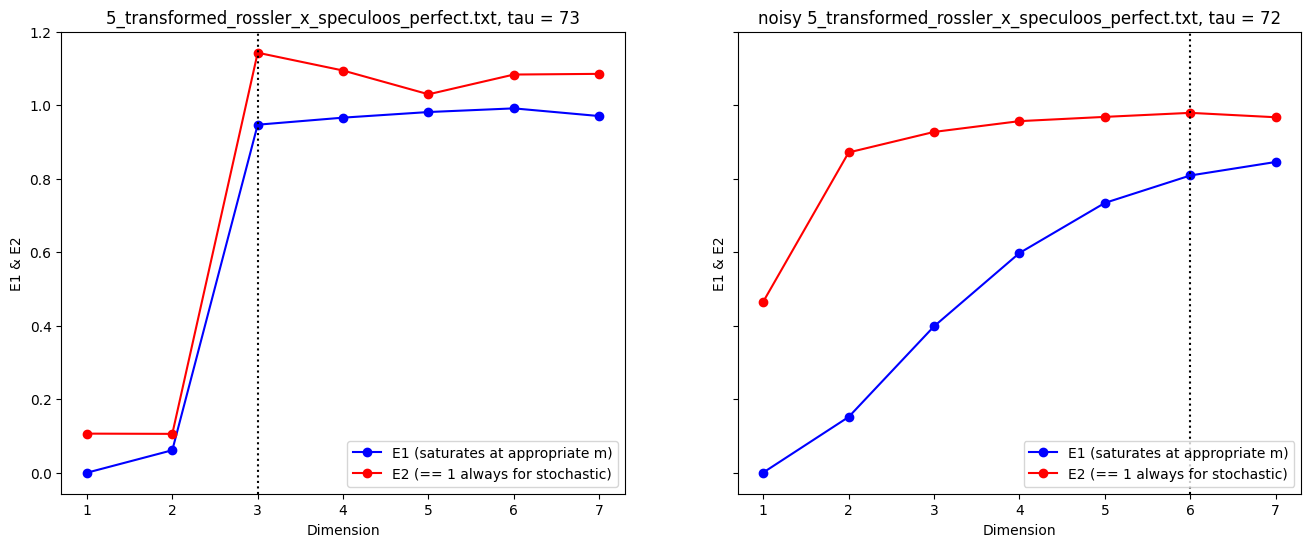 5_transformed_rossler_x_speculoos_perfect.txt, tau = 73
1.2
1.0
0.8
0.6
0.4
0.2
0.0
E1 & E2
1 2 3 4 5 6 7
Dimension
E1 (saturates at appropriate m)
E2 (== 1 always for stochastic)
noisy 5_transformed_rossler_x_speculoos_perfect.txt, tau = 72
E1 & E2
1 2 3 4 5 6 7
Dimension
E1 (saturates at appropriate m)
E2 (== 1 always for stochastic)